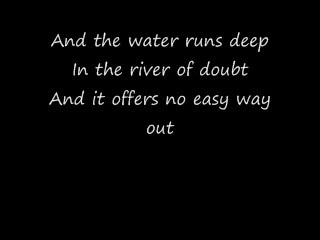 And the water runs deep
In the river of doubt
And it offers no easy way
out